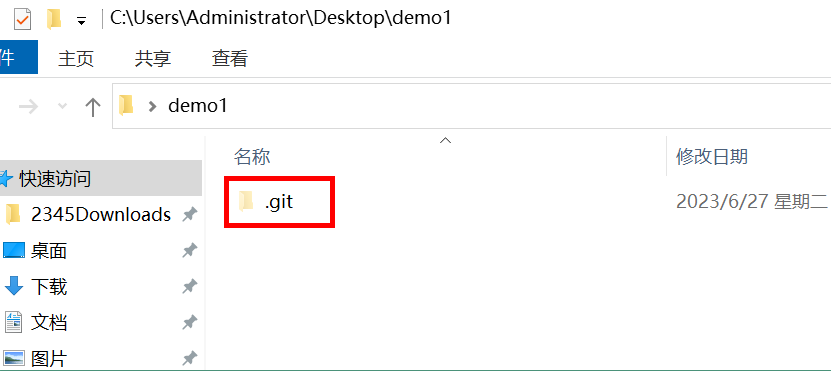 C:\Users\Administrator\Desktop\demo1
件 主页 共享 查看
demo1
名称 修改日期
快速访问
.git 2023/6/27 星期二
2345Downloads
桌面
下载
文档
图片